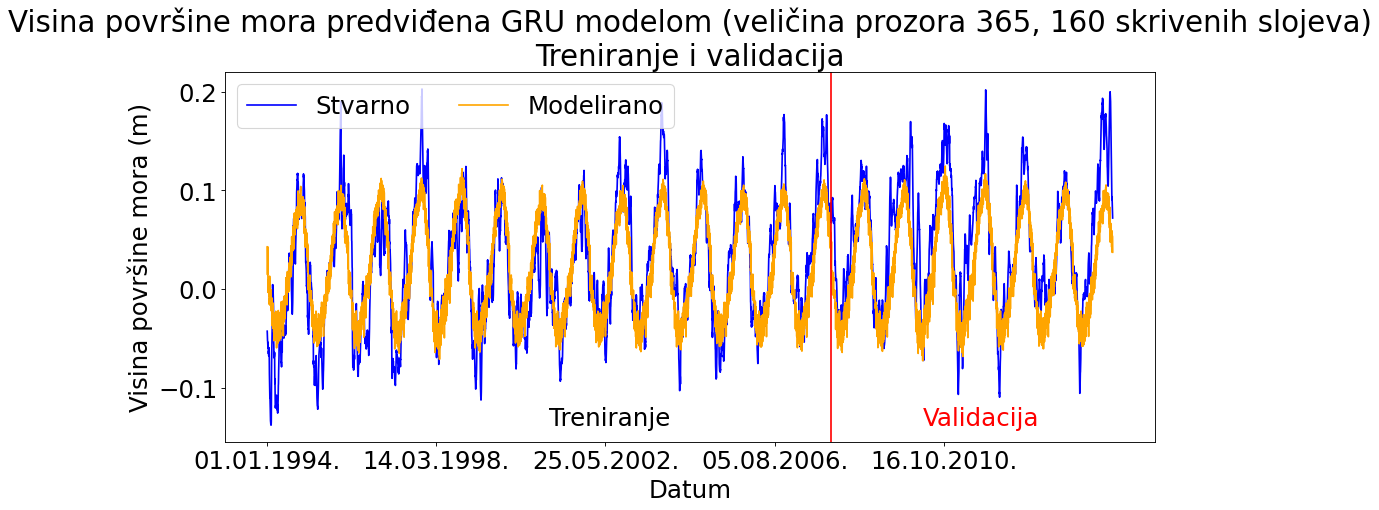 Visina površine mora predviđena GRU modelom (veličina prozora 365, 160 skrivenih slojeva)
Treniranje i validacija
Stvarno
Modelirano
Visina površine mora (m)
0.2
0.1
0.0
−0.1
Treniranje
Validacija
01.01.1994.
14.03.1998.
25.05.2002.
05.08.2006.
16.10.2010.
Datum